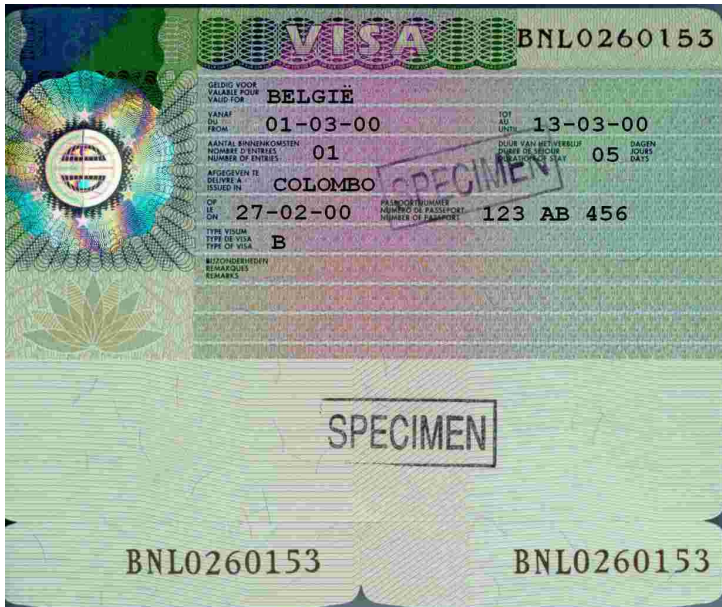 VISA BNL0260153
GELDIG VOOR
VALABLE POUR
VALID FOR
BELGIË
VANAF
DU
FROM
01-03-00
TOT
AU
UNTIL
13-03-00
AANTAL BINNENKOMSTEN
NOMBRE D'ENTREES
NUMBER OF ENTRIES
01
DUUR VAN HET VERBLIJF
DUREE DE SEJOUR
DURATION OF STAY
05
DAGEN
JOURS
DAYS
AFGEGEVEN TE
DELIVRE A
ISSUED IN
COLOMBO
SPECIMEN
OP
LE
ON
27-02-00
PASPOORTNUMMER
NUMERO DE PASSEPORT
NUMBER OF PASSPORT
123 AB 456
TYPE VISUM
TYPE DE VISA
TYPE OF VISA
B
BIJZONDERHEDEN
REMARQUES
REMARKS
SPECIMEN
BNL0260153 BNL0260153